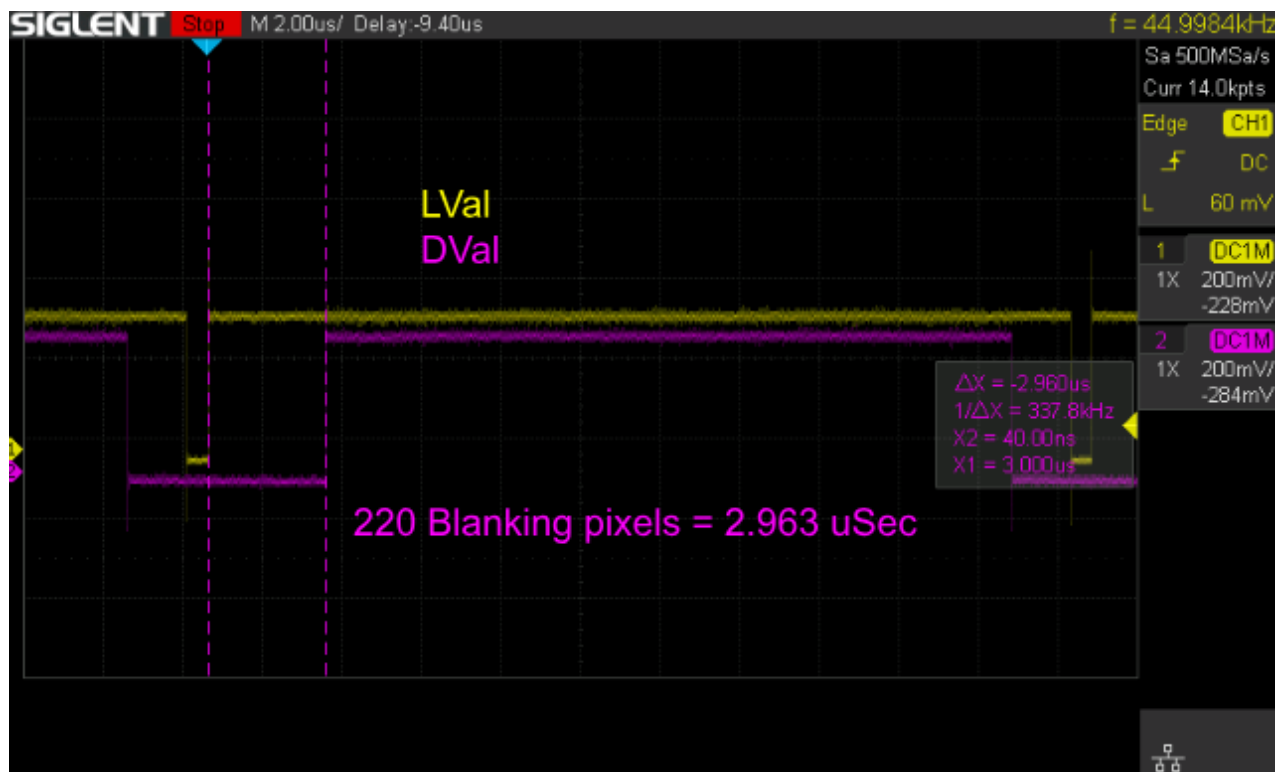 SIGLENT Stop M 2.00us/ Delay:-9.40us f = 44.9984kHz
Sa 500MSa/s
Curr 14.0kpts
Edge CH1
DC
L 60 mV
LVal
DVal
1 DC1M
1X 200mV/
-228mV
2 DC1M
1X 200mV/
-284mV
ΔX = -2.960us
1/ΔX = 337.8kHz
X2 = 40.00ns
X1 = 3.000us
1
2
220 Blanking pixels = 2.963 uSec